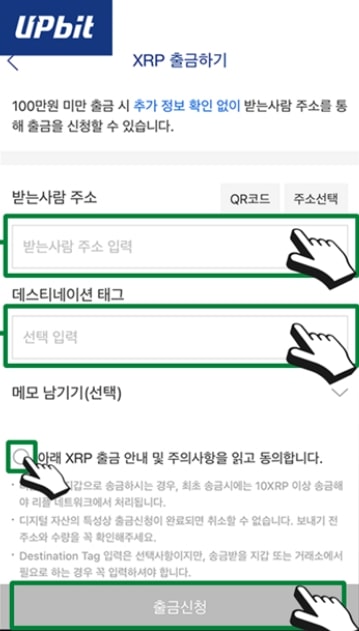 UPbit
XRP 출금하기
100만원 미만 출금 시 추가 정보 확인 없이 받는사람 주소를 통
해 출금을 신청할 수 있습니다.
받는사람 주소
QR코드
주소선택
받는사람 주소 입력
데스티네이션 태그
선택 입력
메모 남기기(선택)
아래 XRP 출금 안내 및 주의사항을 읽고 동의합니다.
지갑으로 송금하시는 경우, 최초 송금시에는 10XRP 이상 송금해
야 리플 네트워크에서 처리됩니다.
· 디지털 자산의 특성상 출금신청이 완료되면 취소할 수 없습니다. 보내기 전
주소와 수량을 꼭 확인해주세요.
· Destination Tag 입력은 선택사항이지만, 송금받을 지갑 또는 거래소에서
필요로 하는 경우 꼭 입력하셔야 합니다.
출금신청